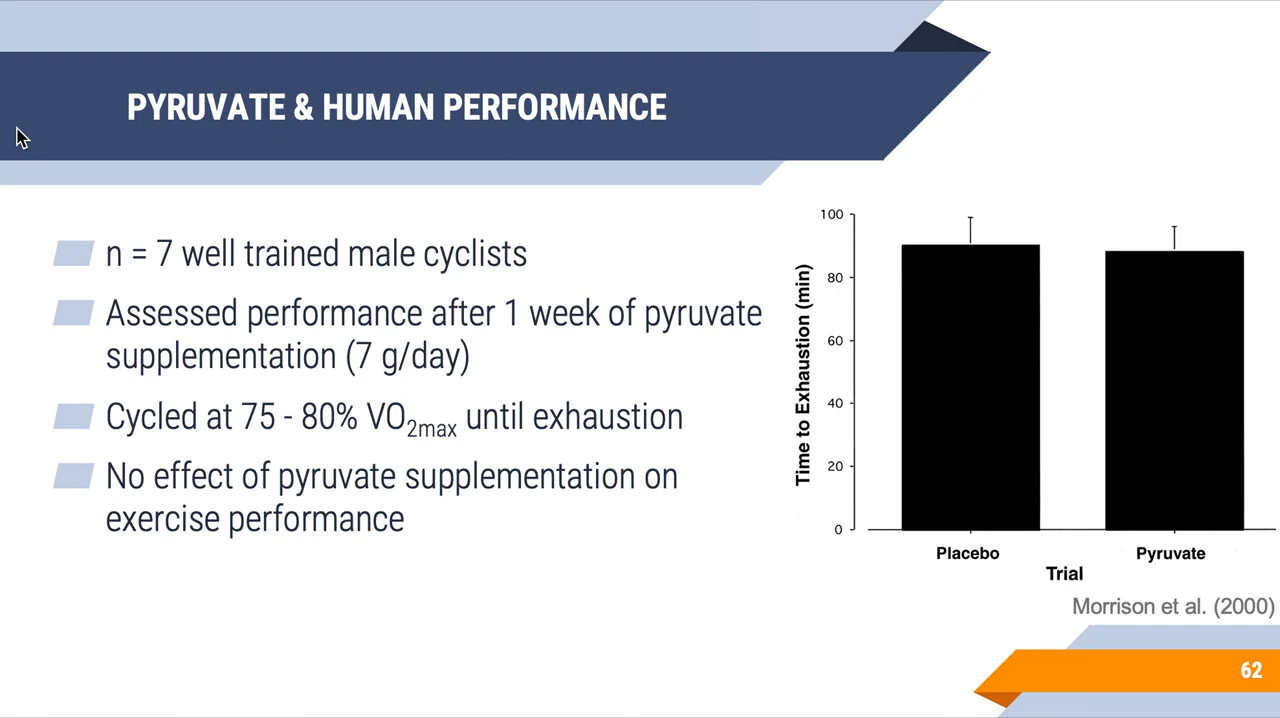 PYRUVATE & HUMAN PERFORMANCE
n = 7 well trained male cyclists
Assessed performance after 1 week of pyruvate
supplementation (7 g/day)
Cycled at 75 - 80% VO2max until exhaustion
No effect of pyruvate supplementation on
exercise performance
Time to Exhaustion (min)
100
80
60
40
20
0
Placebo
Pyruvate
Trial
Morrison et al. (2000)
62